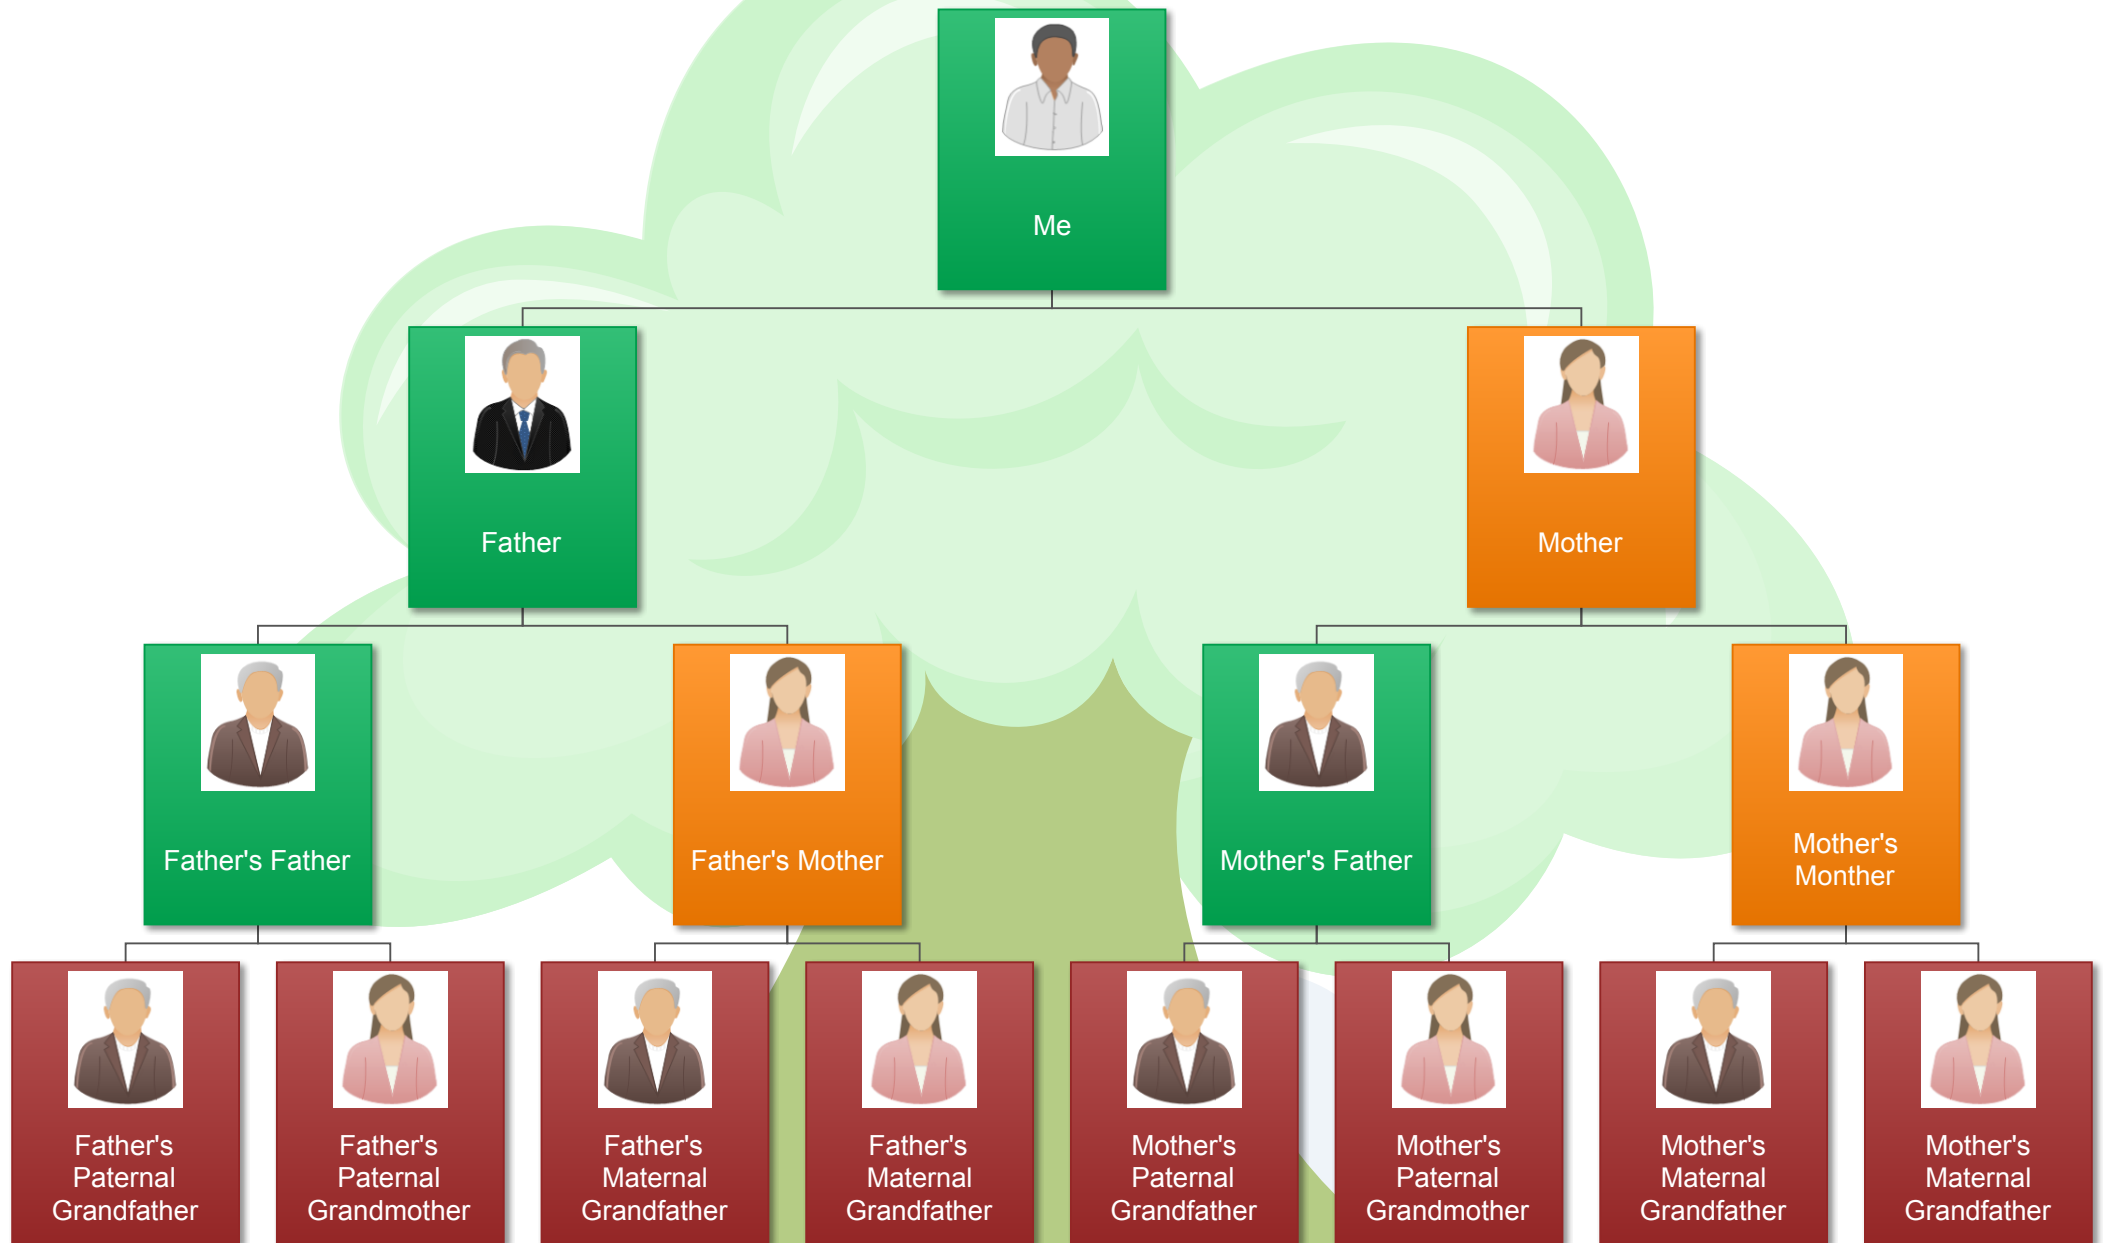 Me
Father
Mother
Father's Father
Father's Mother
Mother's Father
Mother's
Monther
Father's
Paternal
Grandfather
Father's
Paternal
Grandmother
Father's
Maternal
Grandfather
Father's
Maternal
Grandfather
Mother's
Paternal
Grandfather
Mother's
Paternal
Grandmother
Mother's
Maternal
Grandfather
Mother's
Maternal
Grandfather